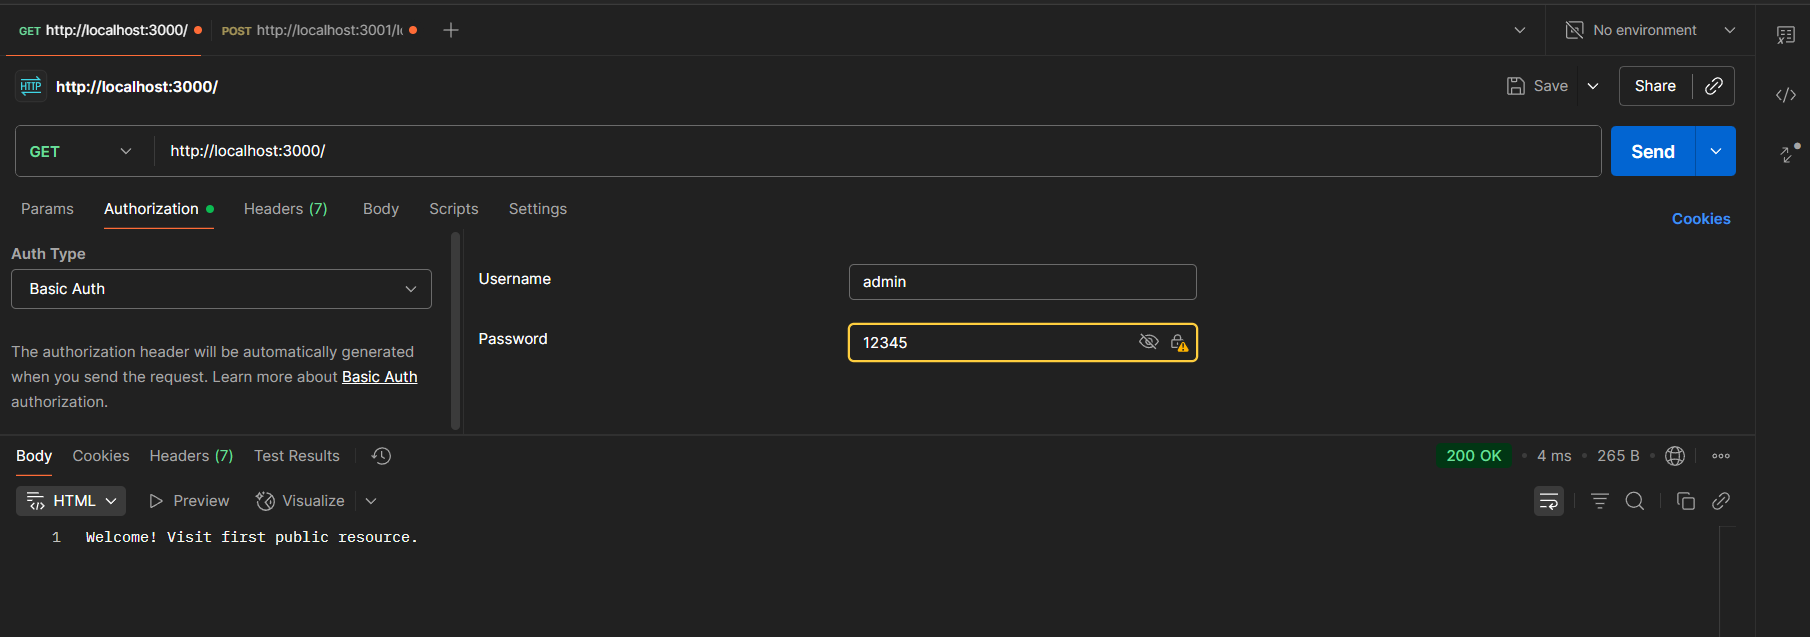 GET http://localhost:3000/ POST http://localhost:3001/l No environment
HTTP http://localhost:3000/ Save Share
GET http://localhost:3000/ Send
Params Authorization Headers (7) Body Scripts Settings Cookies
Auth Type
Basic Auth
The authorization header will be automatically generated
when you send the request. Learn more about Basic Auth
authorization.
Username admin
Password 12345
Body Cookies Headers (7) Test Results 200 OK • 4 ms • 265 B
HTML Preview Visualize
1 Welcome! Visit first public resource.